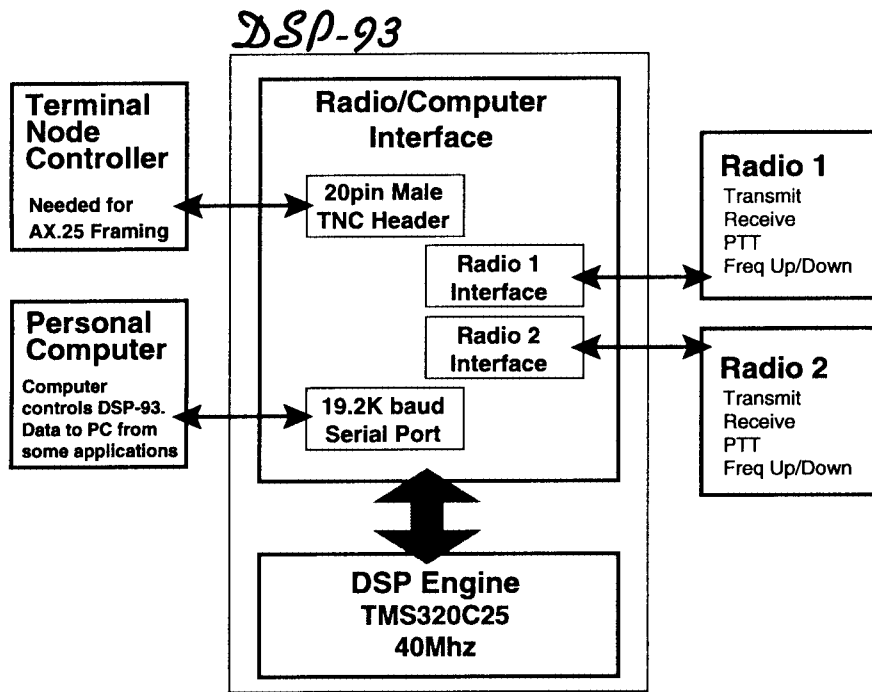 DSP-93
Terminal
Node
Controller
Needed for
AX.25 Framing
Personal
Computer
Computer
controls DSP-93.
Data to PC from
some applications
Radio/Computer
Interface
20pin Male
TNC Header
Radio 1
Interface
Radio 2
Interface
19.2K baud
Serial Port
DSP Engine
TMS320C25
40Mhz
Radio 1
Transmit
Receive
PTT
Freq Up/Down
Radio 2
Transmit
Receive
PTT
Freq Up/Down